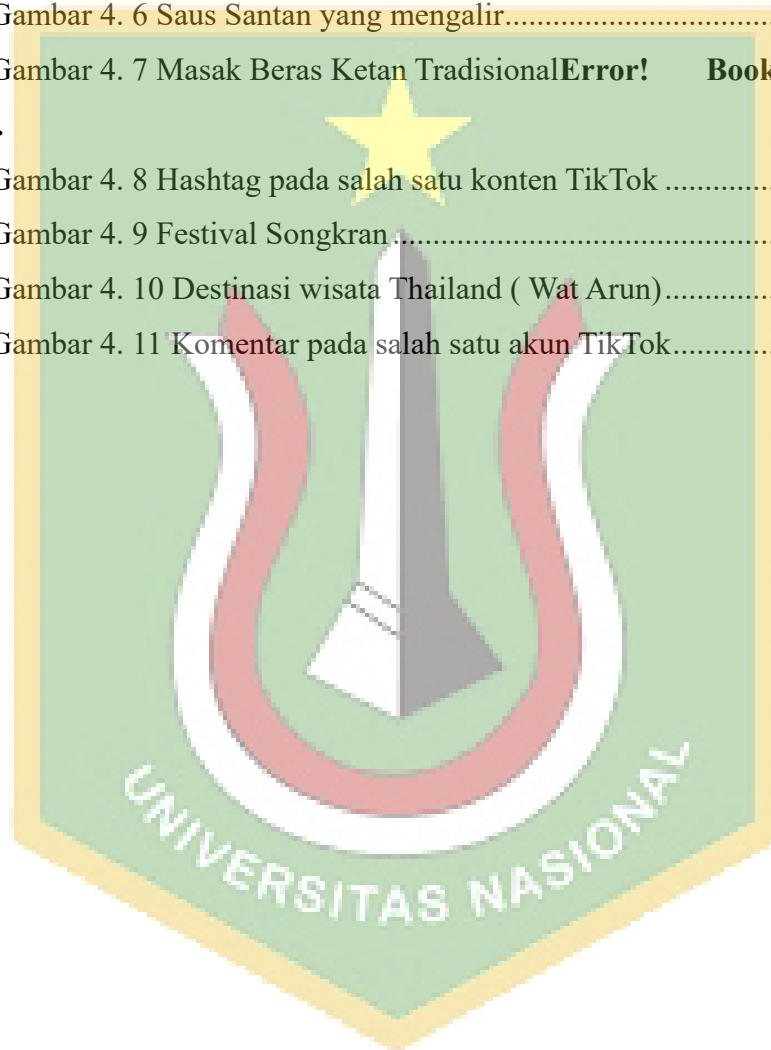 Gambar 4. 6 Saus Santan yang mengalir..............................
Gambar 4. 7 Masak Beras Ketan TradisionalError! Book
.
Gambar 4. 8 Hashtag pada salah satu konten TikTok .............
Gambar 4. 9 Festival Songkran ...........................................
Gambar 4. 10 Destinasi wisata Thailand ( Wat Arun).............
Gambar 4. 11 Komentar pada salah satu akun TikTok............
UNIVERSITAS NASIONAL